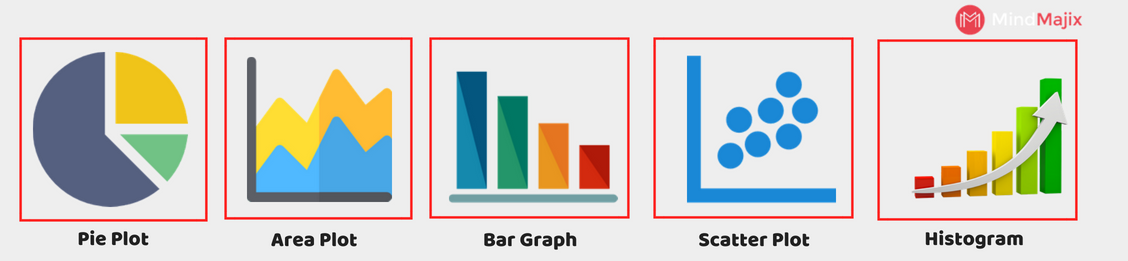 MindMajix
Pie Plot
Area Plot
Bar Graph
Scatter Plot
Histogram